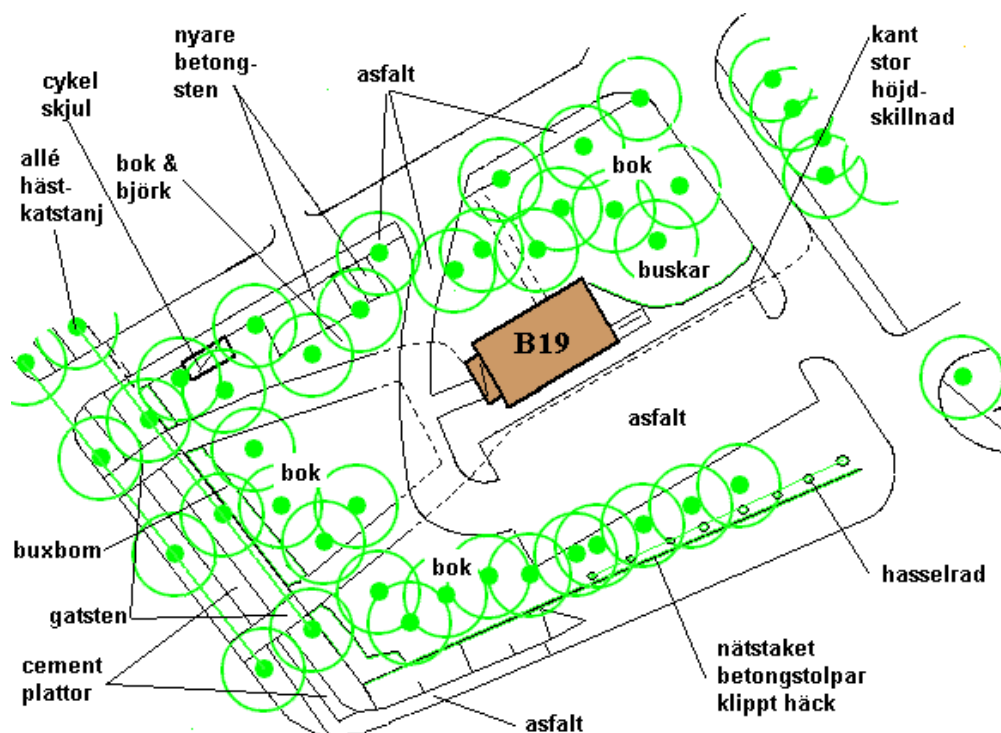 nyare
betong-
sten
kant
stor
höjd-
skillnad
cykel
skjul
asfalt
allé
häst-
katstanj
bok &
björk
bok
buskar
B19
asfalt
bok
buxbom
bok
hasselrad
gatsten
cement
plattor
nätstaket
betongstolpar
klippt häck
asfalt